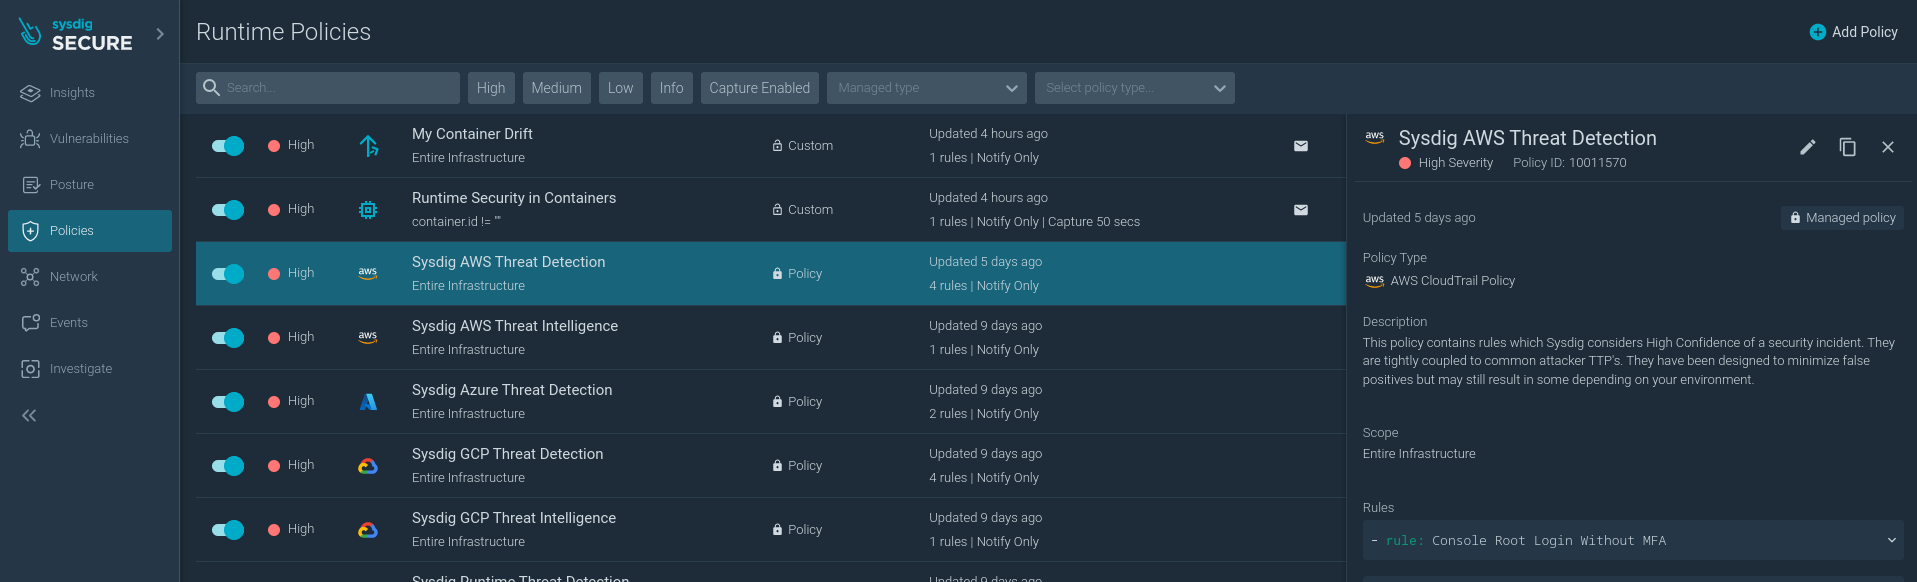 sysdig
SECURE
Insights
Vulnerabilities
Posture
Policies
Network
Events
Investigate
Runtime Policies
Add Policy
Search...
High
Medium
Low
Info
Capture Enabled
Managed type
Select policy type...
High
My Container Drift
Entire Infrastructure
Custom
Updated 4 hours ago
1 rules | Notify Only
High
Runtime Security in Containers
container.id != ""
Custom
Updated 4 hours ago
1 rules | Notify Only | Capture 50 secs
High
aws
Sysdig AWS Threat Detection
Entire Infrastructure
Policy
Updated 5 days ago
4 rules | Notify Only
High
aws
Sysdig AWS Threat Intelligence
Entire Infrastructure
Policy
Updated 9 days ago
1 rules | Notify Only
High
Sysdig Azure Threat Detection
Entire Infrastructure
Policy
Updated 9 days ago
2 rules | Notify Only
High
Sysdig GCP Threat Detection
Entire Infrastructure
Policy
Updated 9 days ago
4 rules | Notify Only
High
Sysdig GCP Threat Intelligence
Entire Infrastructure
Policy
Updated 9 days ago
1 rules | Notify Only
Sysdig Runtime Threat Detection
Updated 9 days ago
aws
Sysdig AWS Threat Detection
High Severity
Policy ID: 10011570
Updated 5 days ago
Managed policy
Policy Type
aws
AWS CloudTrail Policy
Description
This policy contains rules which Sysdig considers High Confidence of a security incident. They
are tightly coupled to common attacker TTP's. They have been designed to minimize false
positives but may still result in some depending on your environment.
Scope
Entire Infrastructure
Rules
- rule: Console Root Login Without MFA